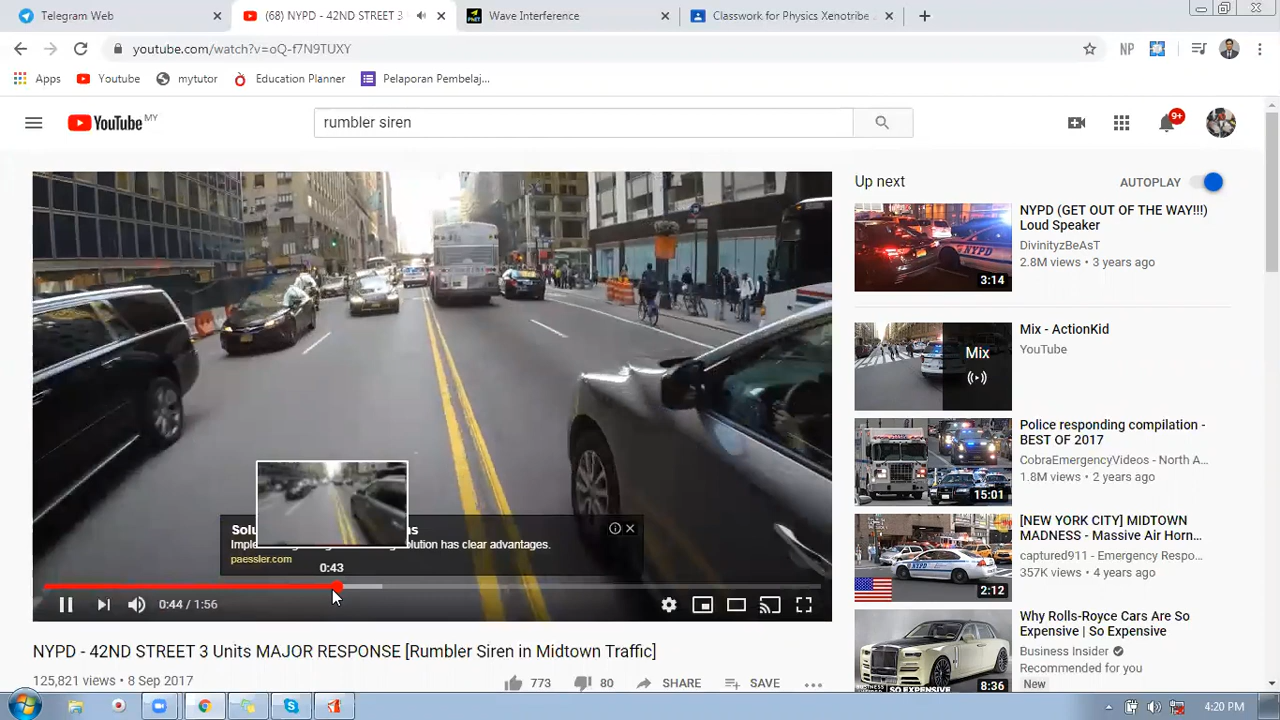 Telegram Web
(68) NYPD - 42ND STREET 3
Wave Interference
Classwork for Physics Xenotribe
youtube.com/watch?v=oQ-f7N9TUXY
NP
Apps
Youtube
mytutor
Education Planner
Pelaporan Pembelaj...
YouTube MY
rumbler siren
9+
Up next
AUTOPLAY
NYPD (GET OUT OF THE WAY!!!)
Loud Speaker
DivinityzBeAsT
2.8M views • 3 years ago
3:14
Mix - ActionKid
YouTube
Mix
Police responding compilation -
BEST OF 2017
CobraEmergencyVideos - North A...
1.8M views • 2 years ago
15:01
[NEW YORK CITY] MIDTOWN
MADNESS - Massive Air Horn...
captured911 - Emergency Respo...
357K views • 4 years ago
2:12
Why Rolls-Royce Cars Are So
Expensive | So Expensive
Business Insider
Recommended for you
New
8:36
Solu
ns
Imple
olution has clear advantages.
paessler.com
0:43
0:44 / 1:56
NYPD - 42ND STREET 3 Units MAJOR RESPONSE [Rumbler Siren in Midtown Traffic]
125,821 views • 8 Sep 2017
773
80
SHARE
SAVE
4:20 PM